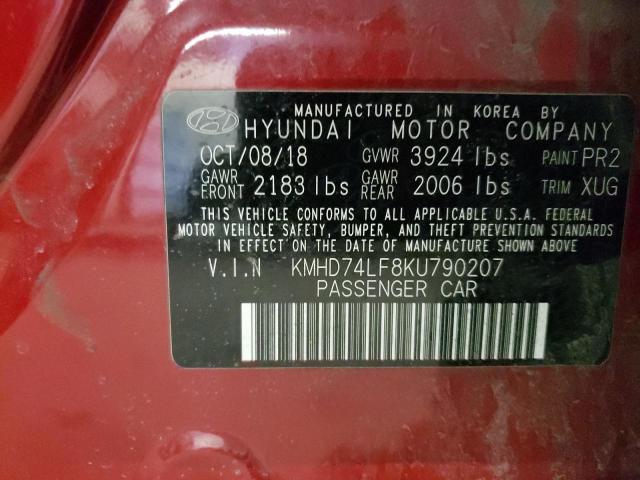 MANUFACTURED IN KOREA BY
HYUNDAI MOTOR COMPANY
OCT/08/18 GVWR 3924 lbs PAINT PR2
GAWR FRONT 2183 lbs GAWR REAR 2006 lbs TRIM XUG
THIS VEHICLE CONFORMS TO ALL APPLICABLE U.S.A. FEDERAL
MOTOR VEHICLE SAFETY, BUMPER, AND THEFT PREVENTION STANDARDS
IN EFFECT ON THE DATE OF MANUFACTURE SHOWN ABOVE
V.I.N KMHD74LF8KU790207
PASSENGER CAR